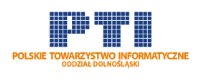 PTI
POLSKIE TOWARZYSTWO INFORMATYCZNE
ODDZIAŁ DOLNOŚLĄSKI